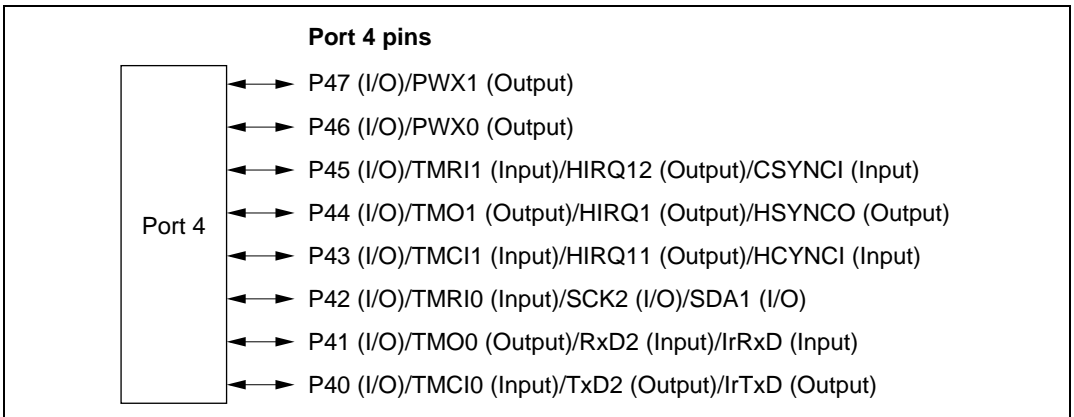 Port 4 pins
P47 (I/O)/PWX1 (Output)
P46 (I/O)/PWX0 (Output)
P45 (I/O)/TMRI1 (Input)/HIRQ12 (Output)/CSYNCI (Input)
Port 4
P44 (I/O)/TMO1 (Output)/HIRQ1 (Output)/HSYNCO (Output)
P43 (I/O)/TMCI1 (Input)/HIRQ11 (Output)/HCYNCI (Input)
P42 (I/O)/TMRI0 (Input)/SCK2 (I/O)/SDA1 (I/O)
P41 (I/O)/TMO0 (Output)/RxD2 (Input)/IrRxD (Input)
P40 (I/O)/TMCI0 (Input)/TxD2 (Output)/IrTxD (Output)